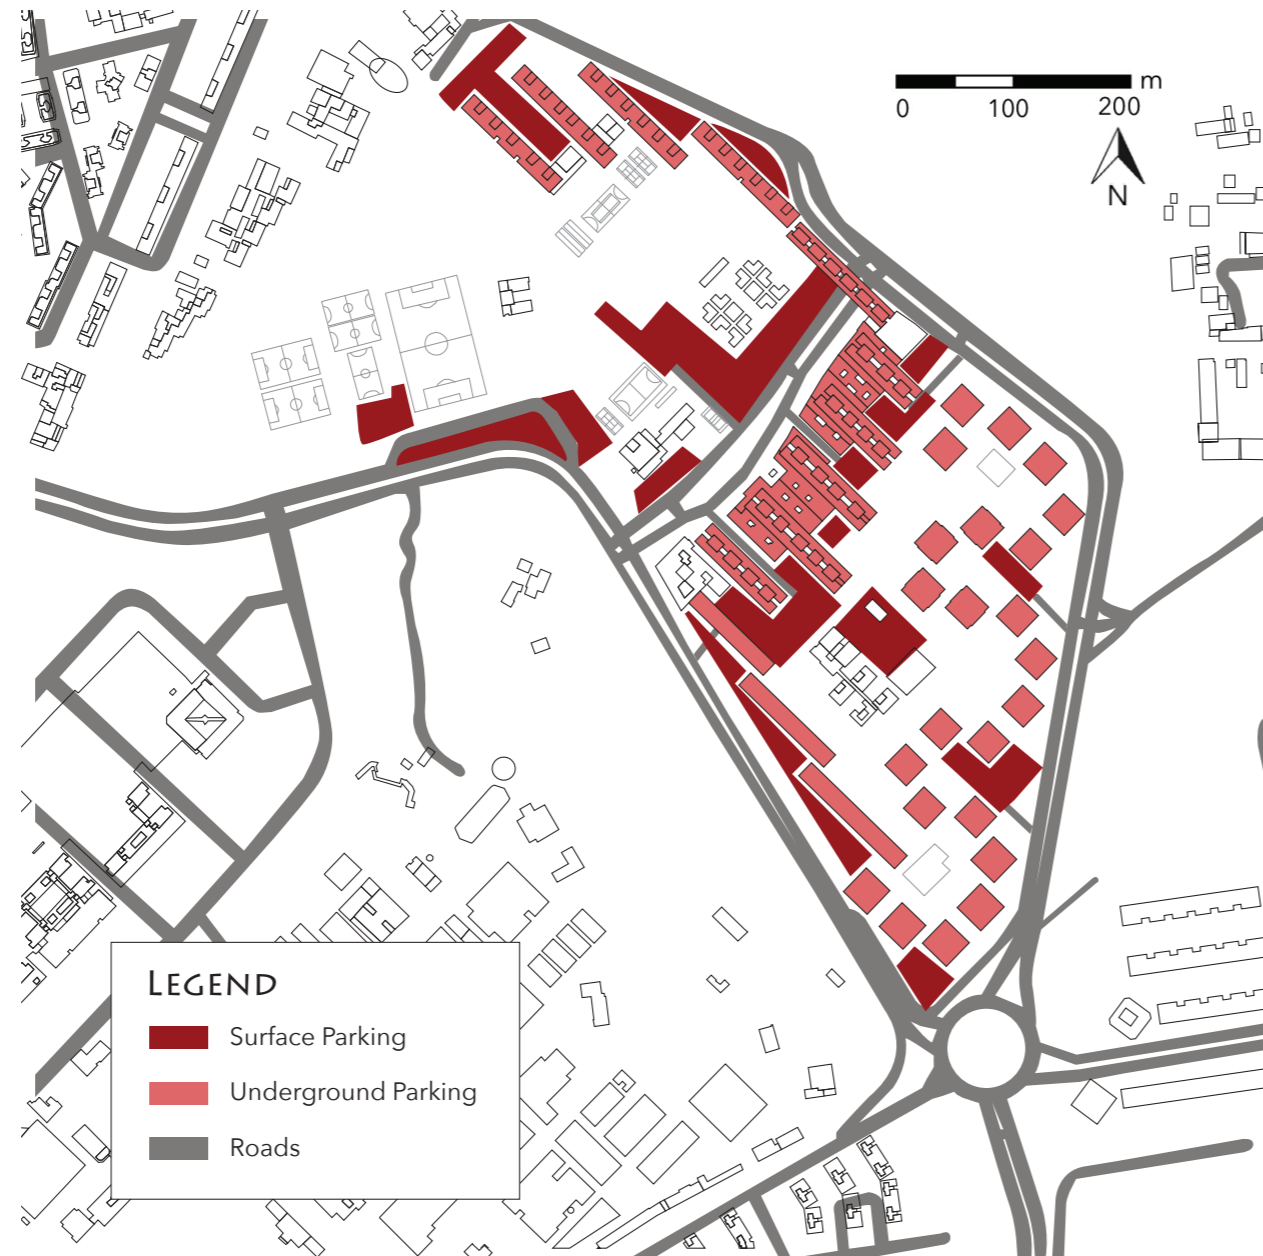 m
0 100 200
N
LEGEND
Surface Parking
Underground Parking
Roads